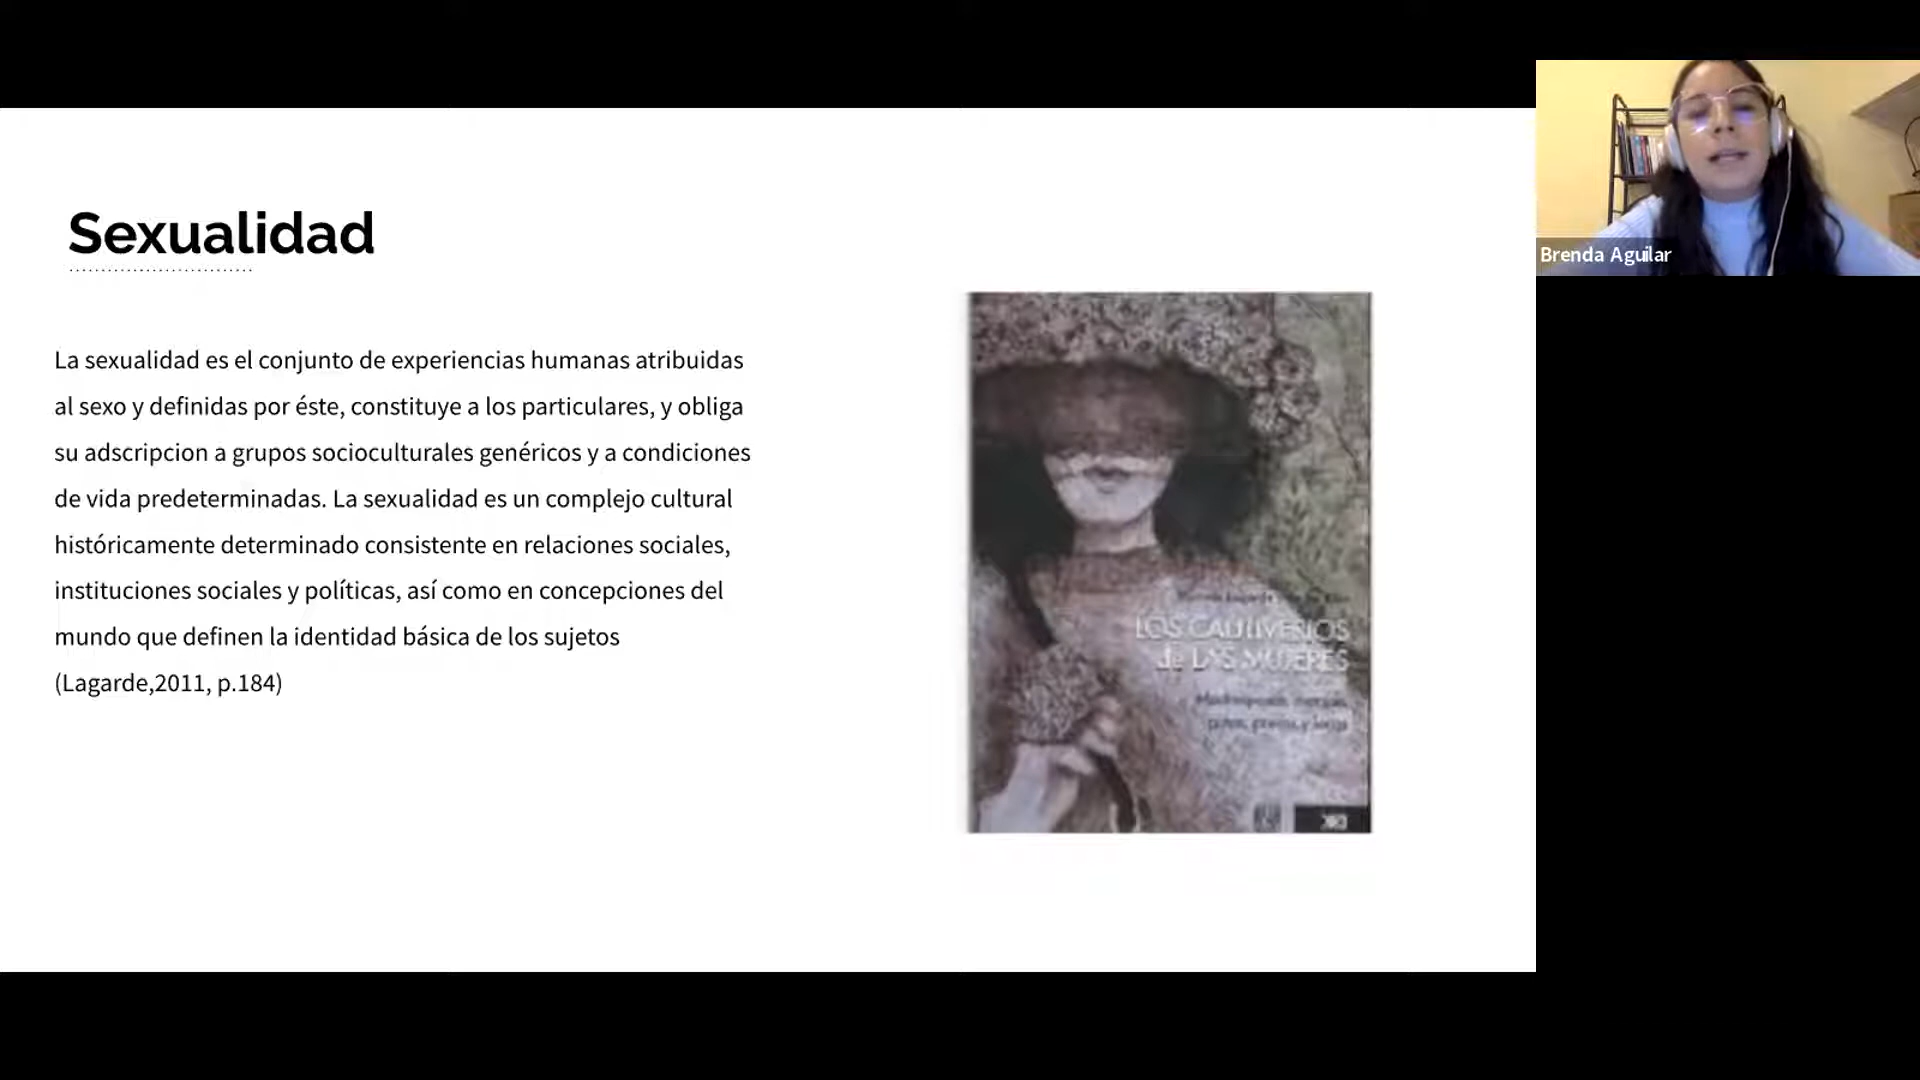 Sexualidad
La sexualidad es el conjunto de experiencias humanas atribuidas
al sexo y definidas por éste, constituye a los particulares, y obliga
su adscripcion a grupos socioculturales genéricos y a condiciones
de vida predeterminadas. La sexualidad es un complejo cultural
históricamente determinado consistente en relaciones sociales,
instituciones sociales y políticas, así como en concepciones del
mundo que definen la identidad básica de los sujetos
(Lagarde,2011, p.184)
LOS CAUTIVERIOS
de LAS MUJERES
Brenda Aguilar